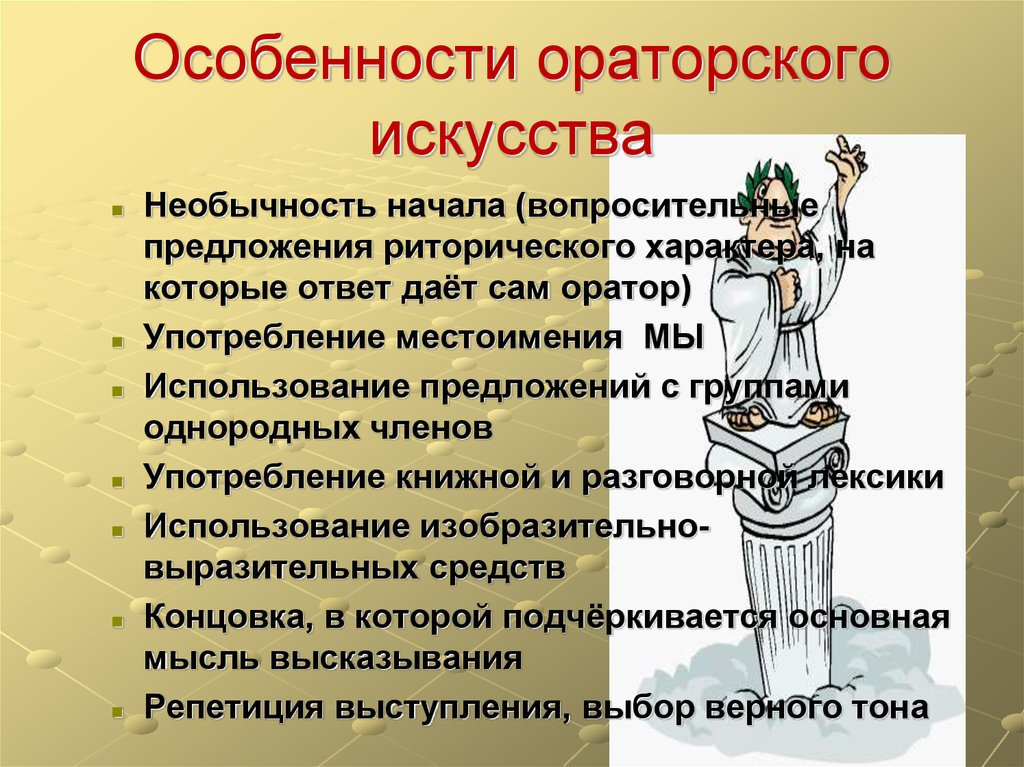 Особенности ораторского
искусства
Необычность начала (вопросительные
предложения риторического характера, на
которые ответ даёт сам оратор)
Употребление местоимения МЫ
Использование предложений с группами
однородных членов
Употребление книжной и разговорной лексики
Использование изобразительно-
выразительных средств
Концовка, в которой подчёркивается основная
мысль высказывания
Репетиция выступления, выбор верного тона